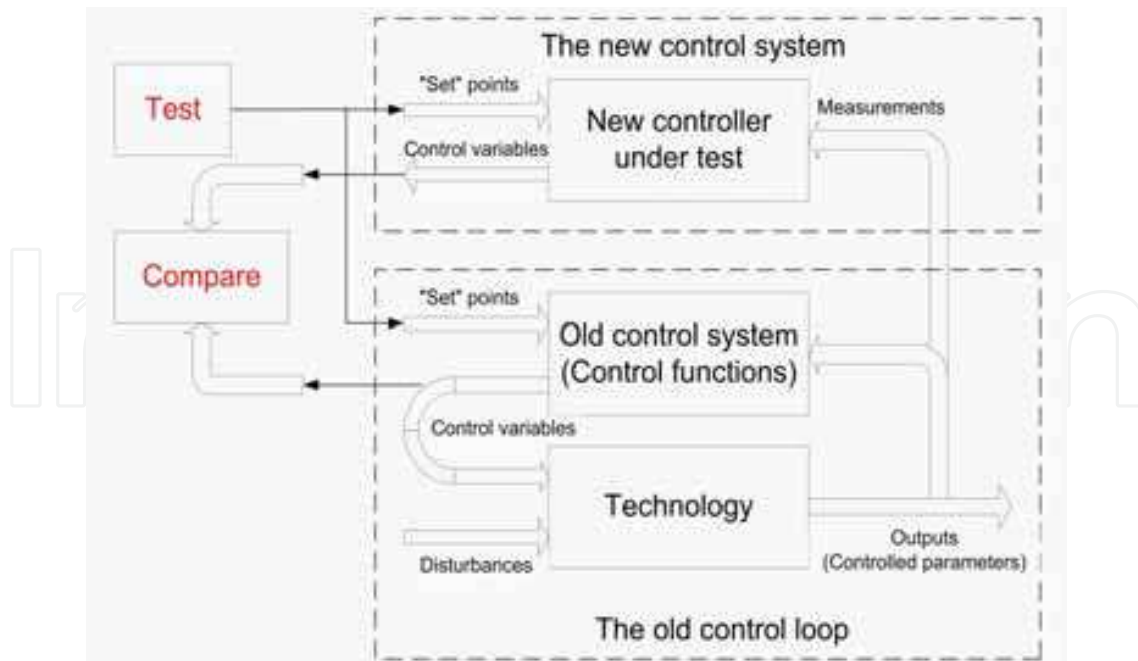 The new control system
Test
"Set" points
New controller
under test
Measurements
Control variables
Compare
"Set" points
Old control system
(Control functions)
Control variables
Technology
Disturbances
Outputs
(Controlled parameters)
The old control loop